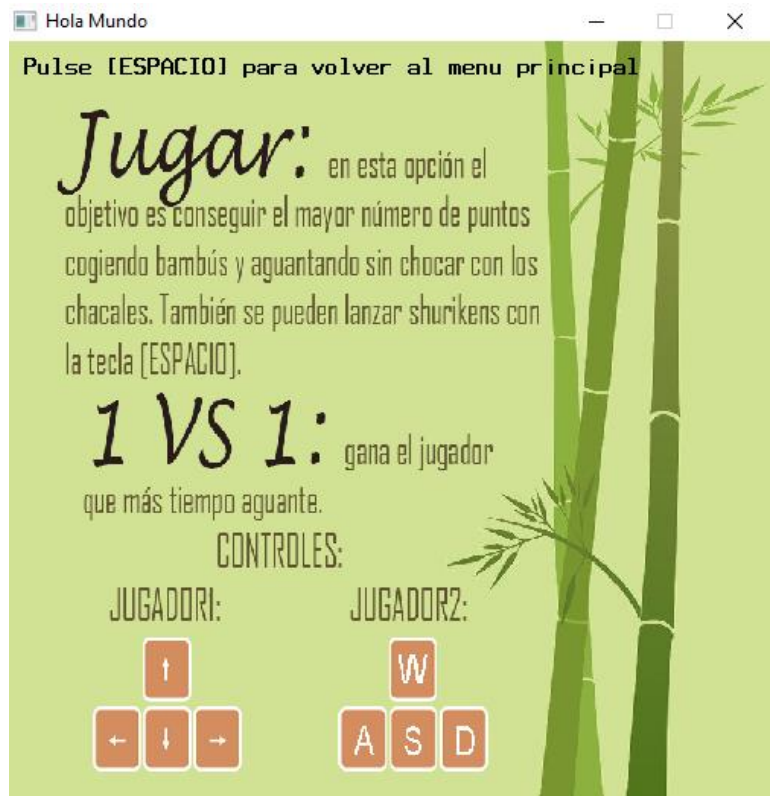 Hola Mundo
Pulse [ESPACIO] para volver al menu principal
Jugar: en esta opción el
objetivo es conseguir el mayor número de puntos
cogiendo bambús y aguantando sin chocar con los
chacales. También se pueden lanzar shurikens con
la tecla [ESPACIO].
1 VS 1: gana el jugador
que más tiempo aguante.
CONTROLES:
JUGADOR1: JUGADOR2:
↑ W
← ↓ → A S D